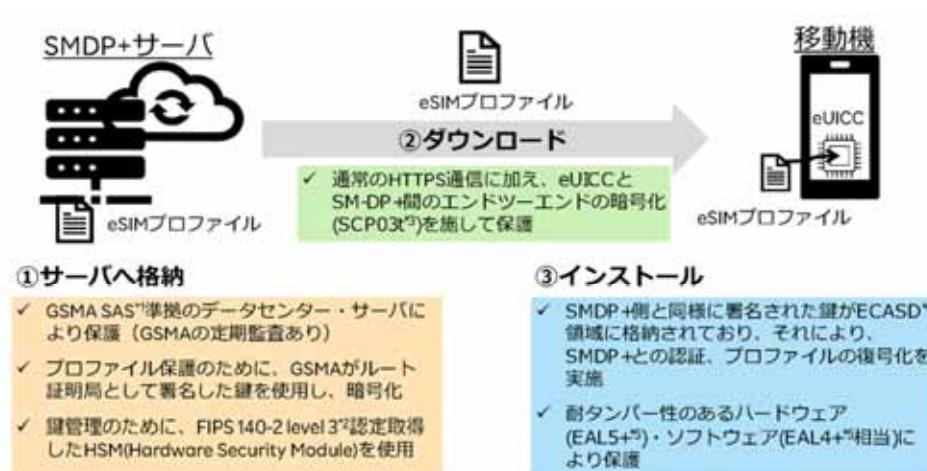 SMDP+サーバ
eSIMプロファイル
移動機
eUICC
②ダウンロード
✓ 通常のHTTPS通信に加え、eUICCと
SM-DP+間のエンドツーエンドの暗号化
(SCP03t*3)を施して保護
eSIMプロファイル
eSIMプロファイル
①サーバへ格納
✓ GSMA SAS*1準拠のデータセンター・サーバに
より保護（GSMAの定期監査あり）
✓ プロファイル保護のために、GSMAがルート
証明局として署名した鍵を使用し、暗号化
✓ 鍵管理のために、FIPS 140-2 level 3*2認定取得
したHSM(Hardware Security Module)を使用
③インストール
✓ SMDP+側と同様に署名された鍵がECASD
領域に格納されており、それにより、
SMDP+との認証、プロファイルの復号化を
実施
✓ 耐タンパー性のあるハードウェア
(EAL5+*5)・ソフトウェア(EAL4+*5相当)に
より保護